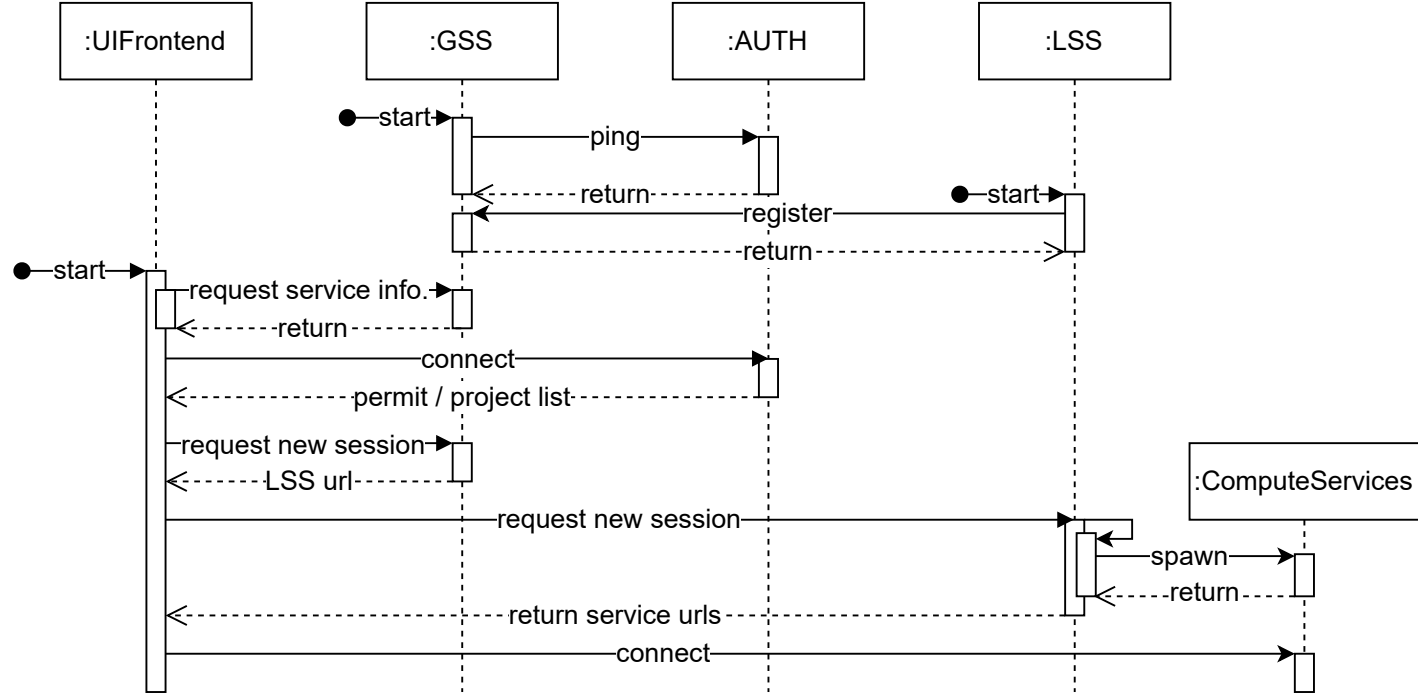 :UIFrontend
:GSS
:AUTH
:LSS
start
ping
return
start
register
return
start
request service info.
return
connect
permit / project list
request new session
LSS url
:ComputeServices
request new session
spawn
return
return service urls
connect